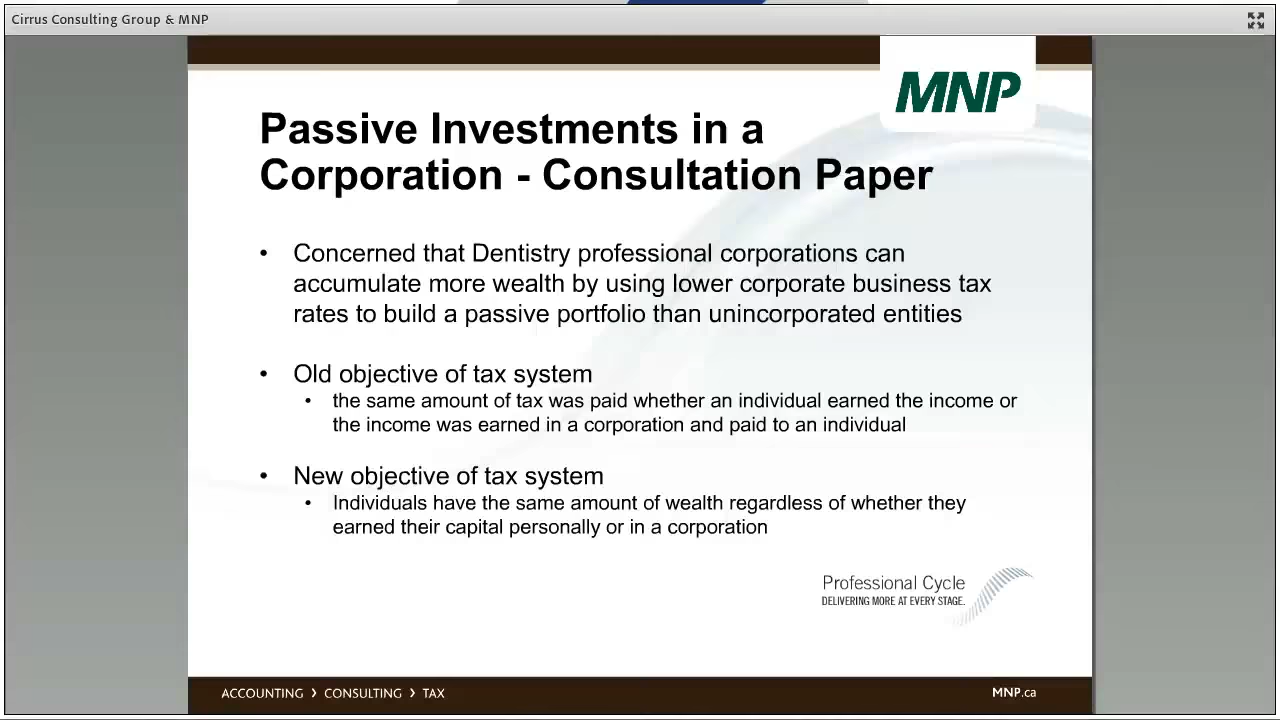 Cirrus Consulting Group & MNP
MNP
Passive Investments in a
Corporation - Consultation Paper
• Concerned that Dentistry professional corporations can
accumulate more wealth by using lower corporate business tax
rates to build a passive portfolio than unincorporated entities
• Old objective of tax system
• the same amount of tax was paid whether an individual earned the income or
the income was earned in a corporation and paid to an individual
• New objective of tax system
• Individuals have the same amount of wealth regardless of whether they
earned their capital personally or in a corporation
Professional Cycle
DELIVERING MORE AT EVERY STAGE.
ACCOUNTING › CONSULTING › TAX
MNP.ca